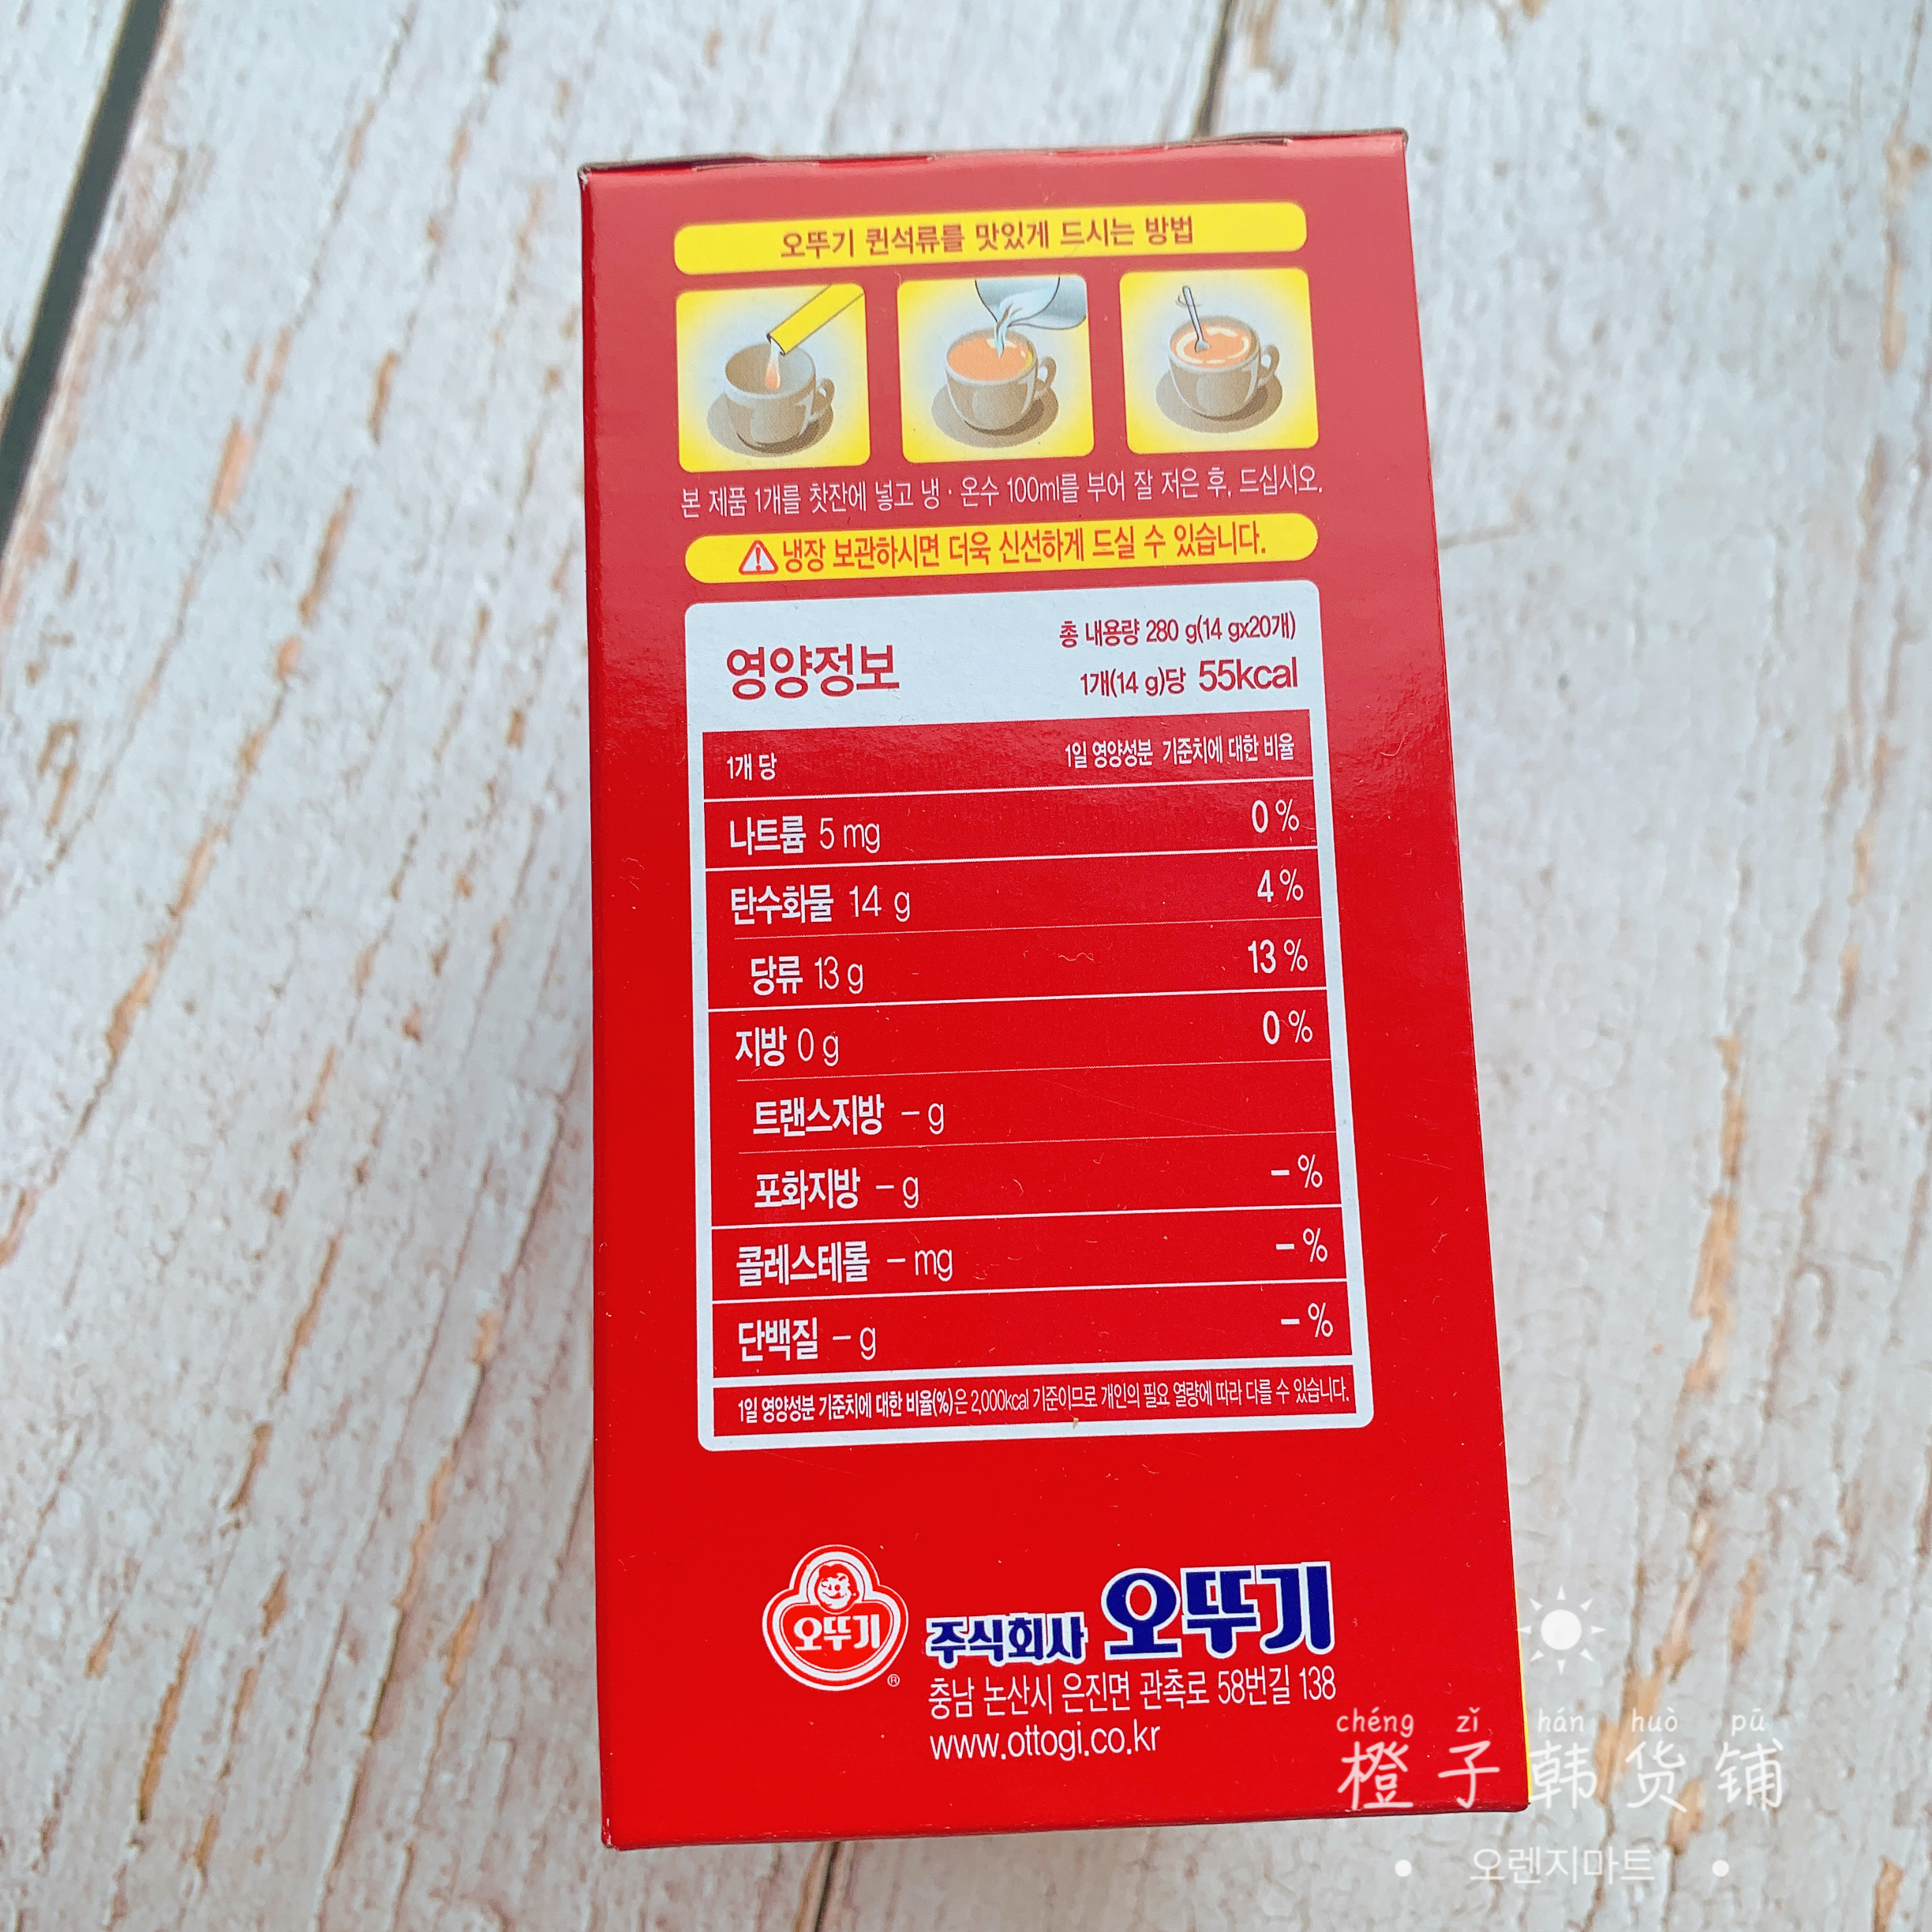 오뚜기 퀸석류를 맛있게 드시는 방법
본 제품 1개를 찻잔에 넣고 냉·온수 100ml를 부어 잘 저은 후, 드십시오.
냉장 보관하시면 더욱 신선하게 드실 수 있습니다.
영양정보
총 내용량 280 g(14 gx20개)
1개(14 g)당 55kcal
1개 당 1일 영양성분 기준치에 대한 비율
나트륨 5 mg 0 %
탄수화물 14 g 4 %
당류 13 g 13 %
지방 0 g 0 %
트랜스지방 – g
포화지방 – g – %
콜레스테롤 – mg – %
단백질 – g – %
1일 영양성분 기준치에 대한 비율(%)은 2,000kcal 기준이므로 개인의 필요 열량에 따라 다를 수 있습니다.
오뚜기 ®
주식회사 오뚜기
충남 논산시 은진면 관촉로 58번길 138
www.ottogi.co.kr
chéng zǐ hán huò pū
橙子韩货铺
• 오렌지마트 •